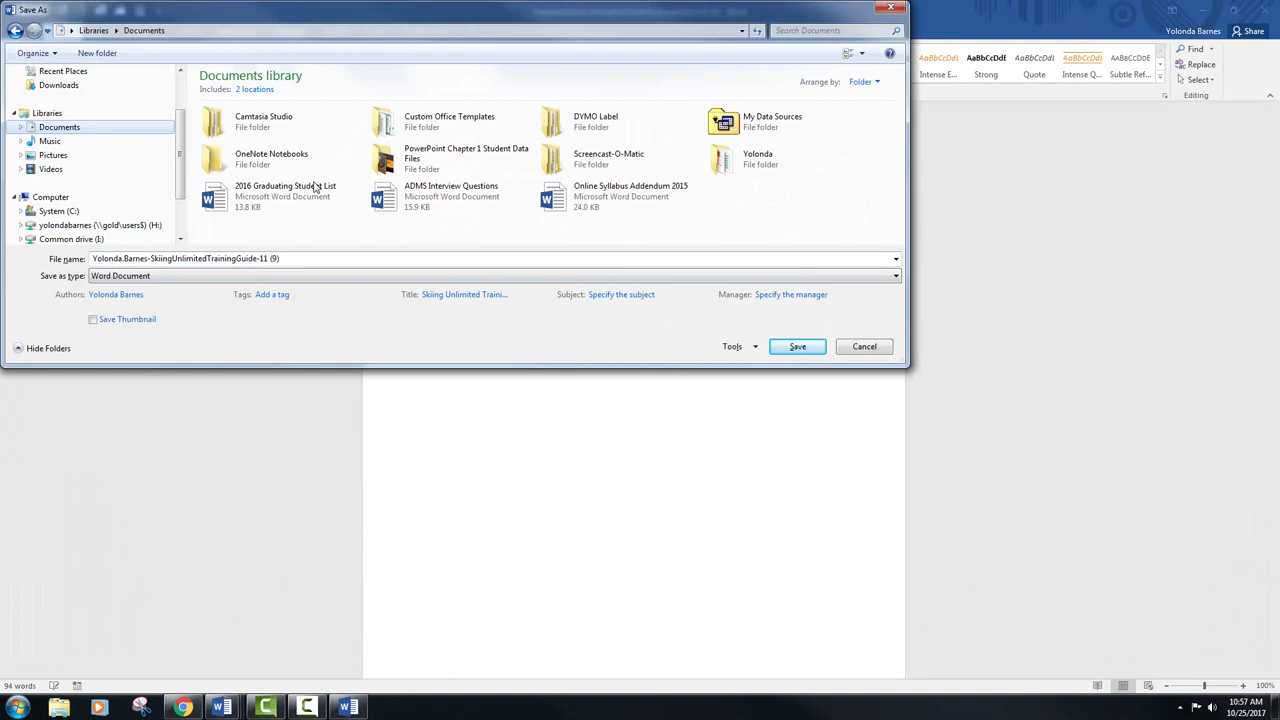 Save As
Libraries Documents
Search Documents
Yolonda Barnes
Share
Organize
New folder
AaBbCcDdI AaBbCcDdI AaBbCcDdI AaBbCcDdI AaBbCcDdI
Intense E... Strong Quote Intense Q... Subtle Ref...
Find
Replace
Select
Editing
Recent Places
Downloads
Libraries
Documents
Music
Pictures
Videos
Computer
System (C:)
yolondabarnes (\\gold\users$) (H:)
Common drive (I:)
Documents library
Includes: 2 locations
Arrange by: Folder
Camtasia Studio
File folder
Custom Office Templates
File folder
DYMO Label
File folder
My Data Sources
File folder
OneNote Notebooks
File folder
PowerPoint Chapter 1 Student Data
Files
File folder
Screencast-O-Matic
File folder
Yolonda
File folder
2016 Graduating Student List
Microsoft Word Document
13.8 KB
ADMS Interview Questions
Microsoft Word Document
15.9 KB
Online Syllabus Addendum 2015
Microsoft Word Document
24.0 KB
File name: Yolonda.Barnes-SkiingUnlimitedTrainingGuide-11 (9)
Save as type: Word Document
Authors: Yolonda Barnes
Tags: Add a tag
Title: Skiing Unlimited Traini...
Subject: Specify the subject
Manager: Specify the manager
Save Thumbnail
Hide Folders
Tools
Save
Cancel
94 words
100%
10:57 AM
10/25/2017